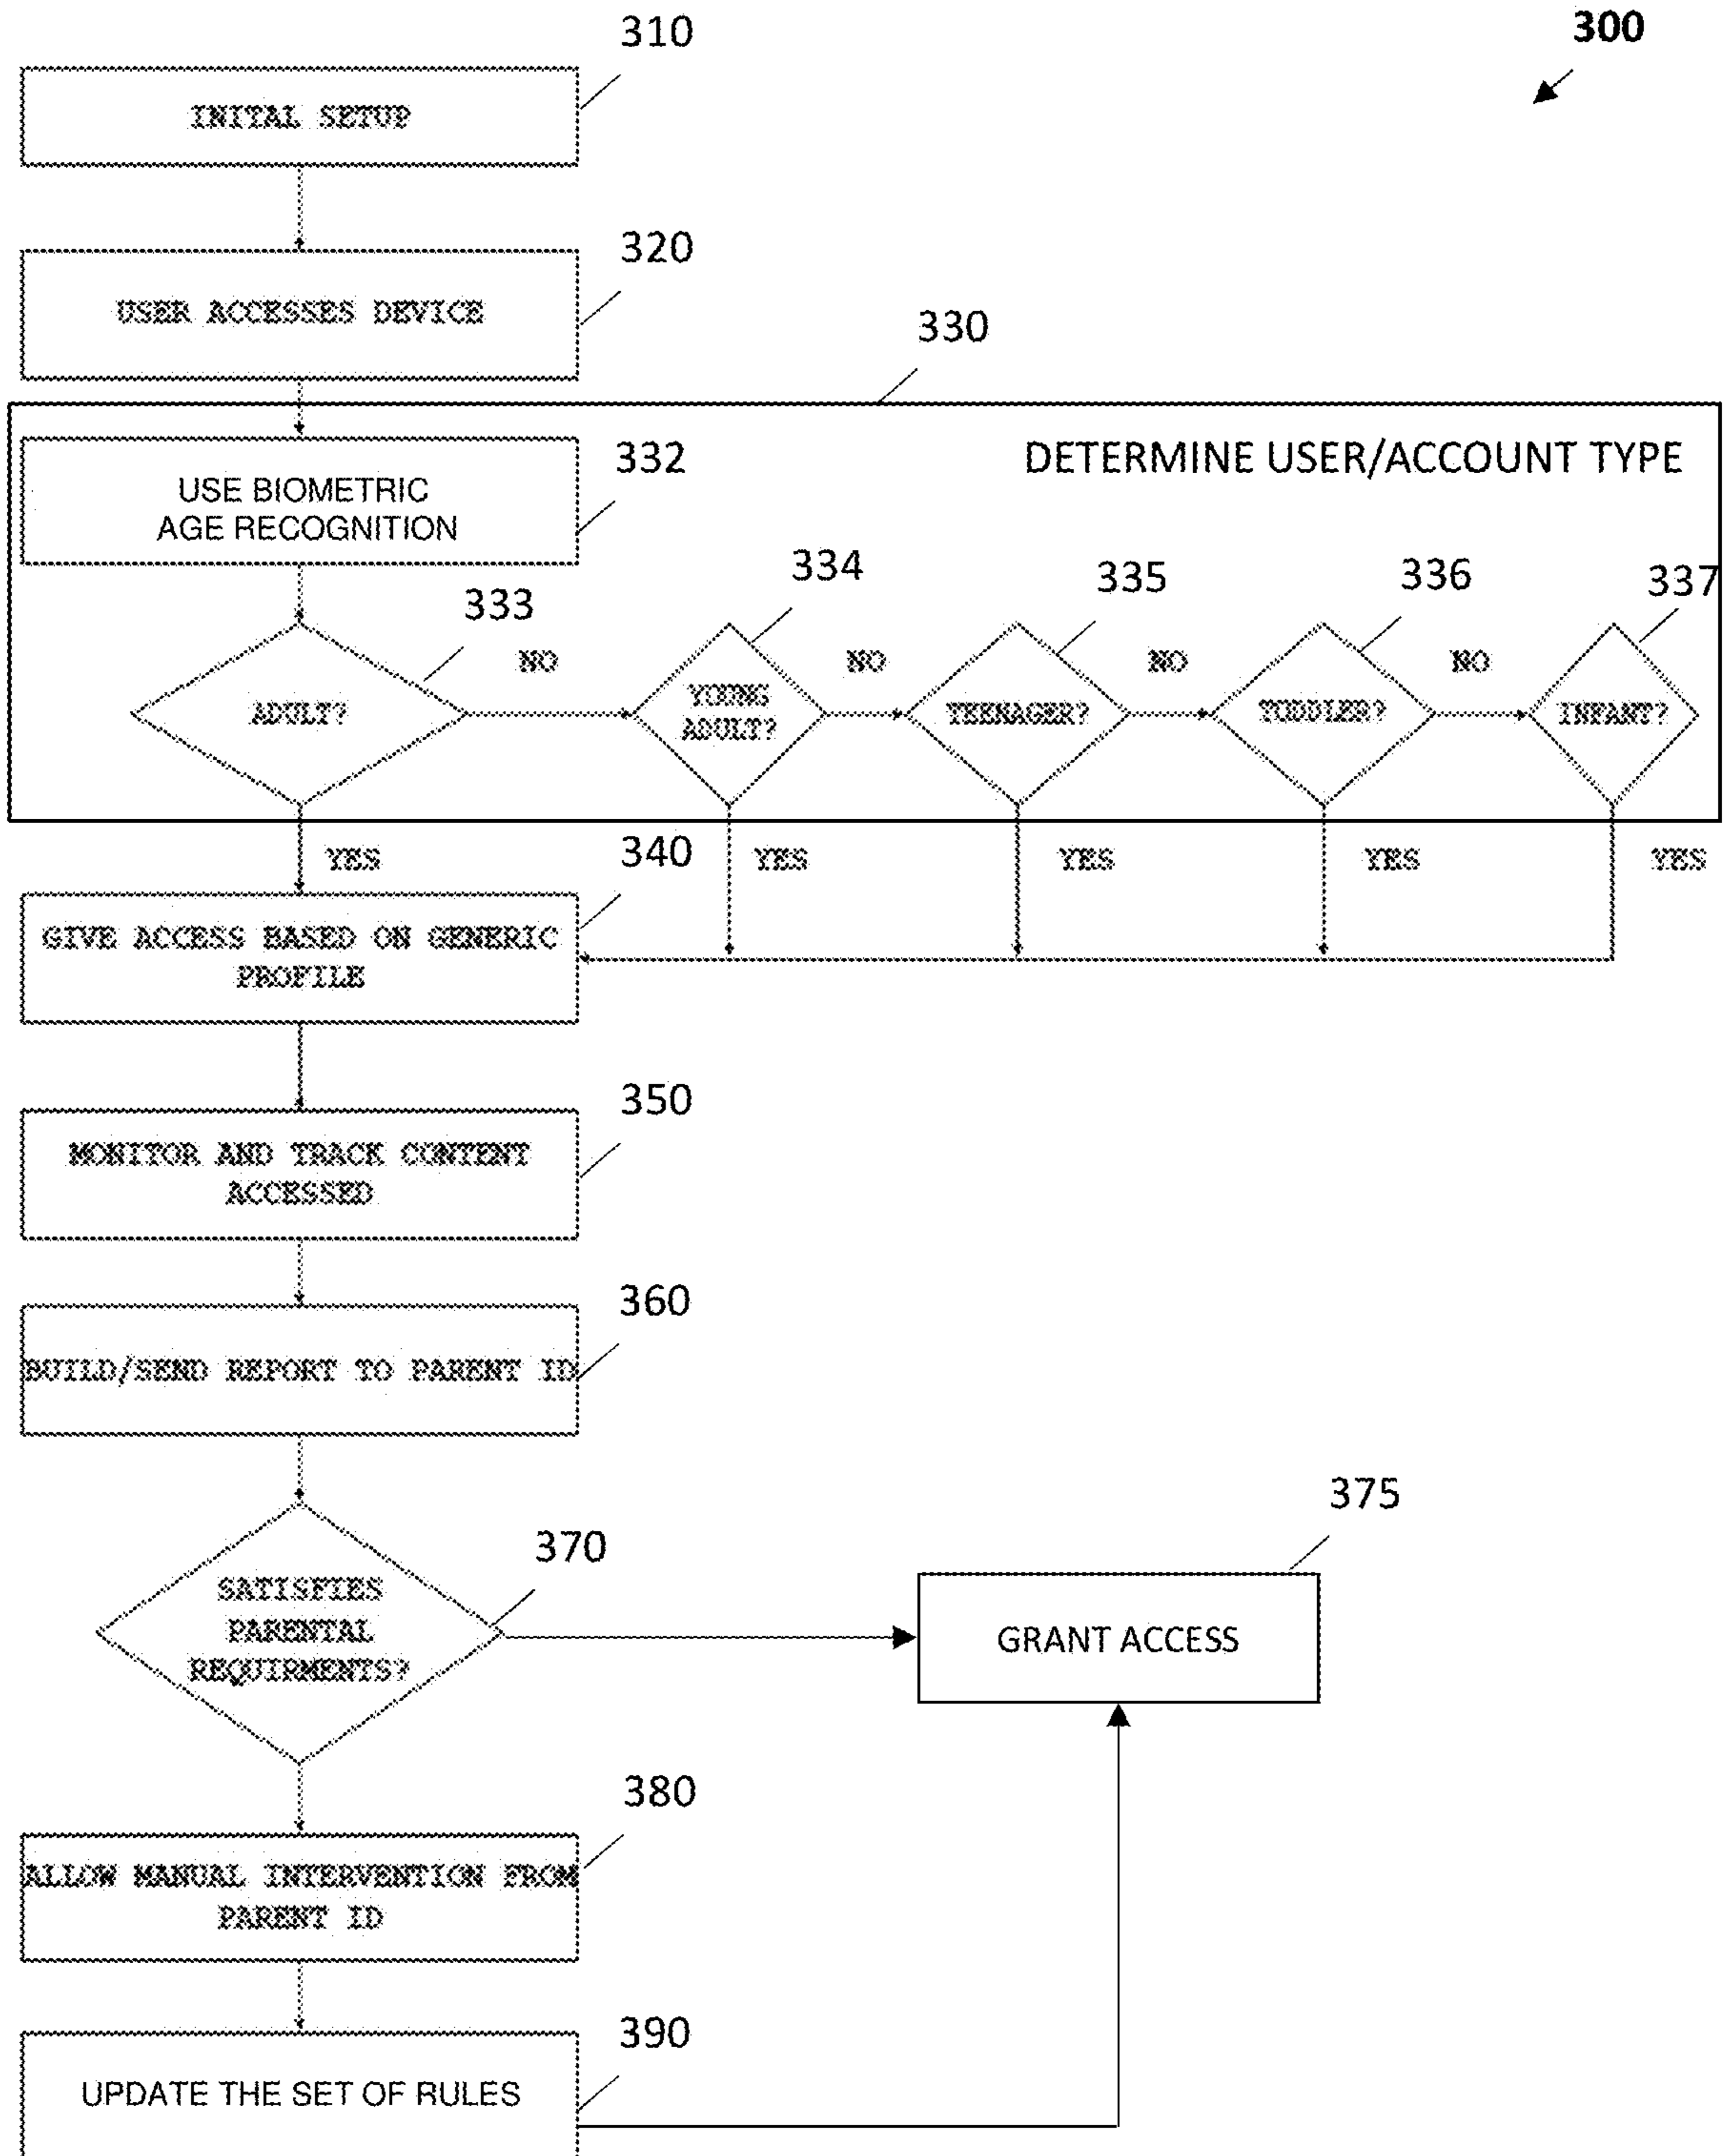 310
300
INITAL SETUP
320
USER ACCESSES DEVICE
330
USE BIOMETRIC
AGE RECOGNITION
332
DETERMINE USER/ACCOUNT TYPE
333
334
335
336
337
NO
NO
NO
NO
ADULT?
YOUNG
ADULT?
TEENAGER?
TODDLER?
INFANT?
YES
340
YES
YES
YES
YES
GIVE ACCESS BASED ON GENERIC
PROFILE
350
MONITOR AND TRACK CONTENT
ACCESSED
360
BUILD/SEND REPORT TO PARENT ID
370
375
SATISFIES
PARENTAL
REQUIRMENTS?
GRANT ACCESS
380
ALLOW MANUAL INTERVENTION FROM
PARENT ID
390
UPDATE THE SET OF RULES